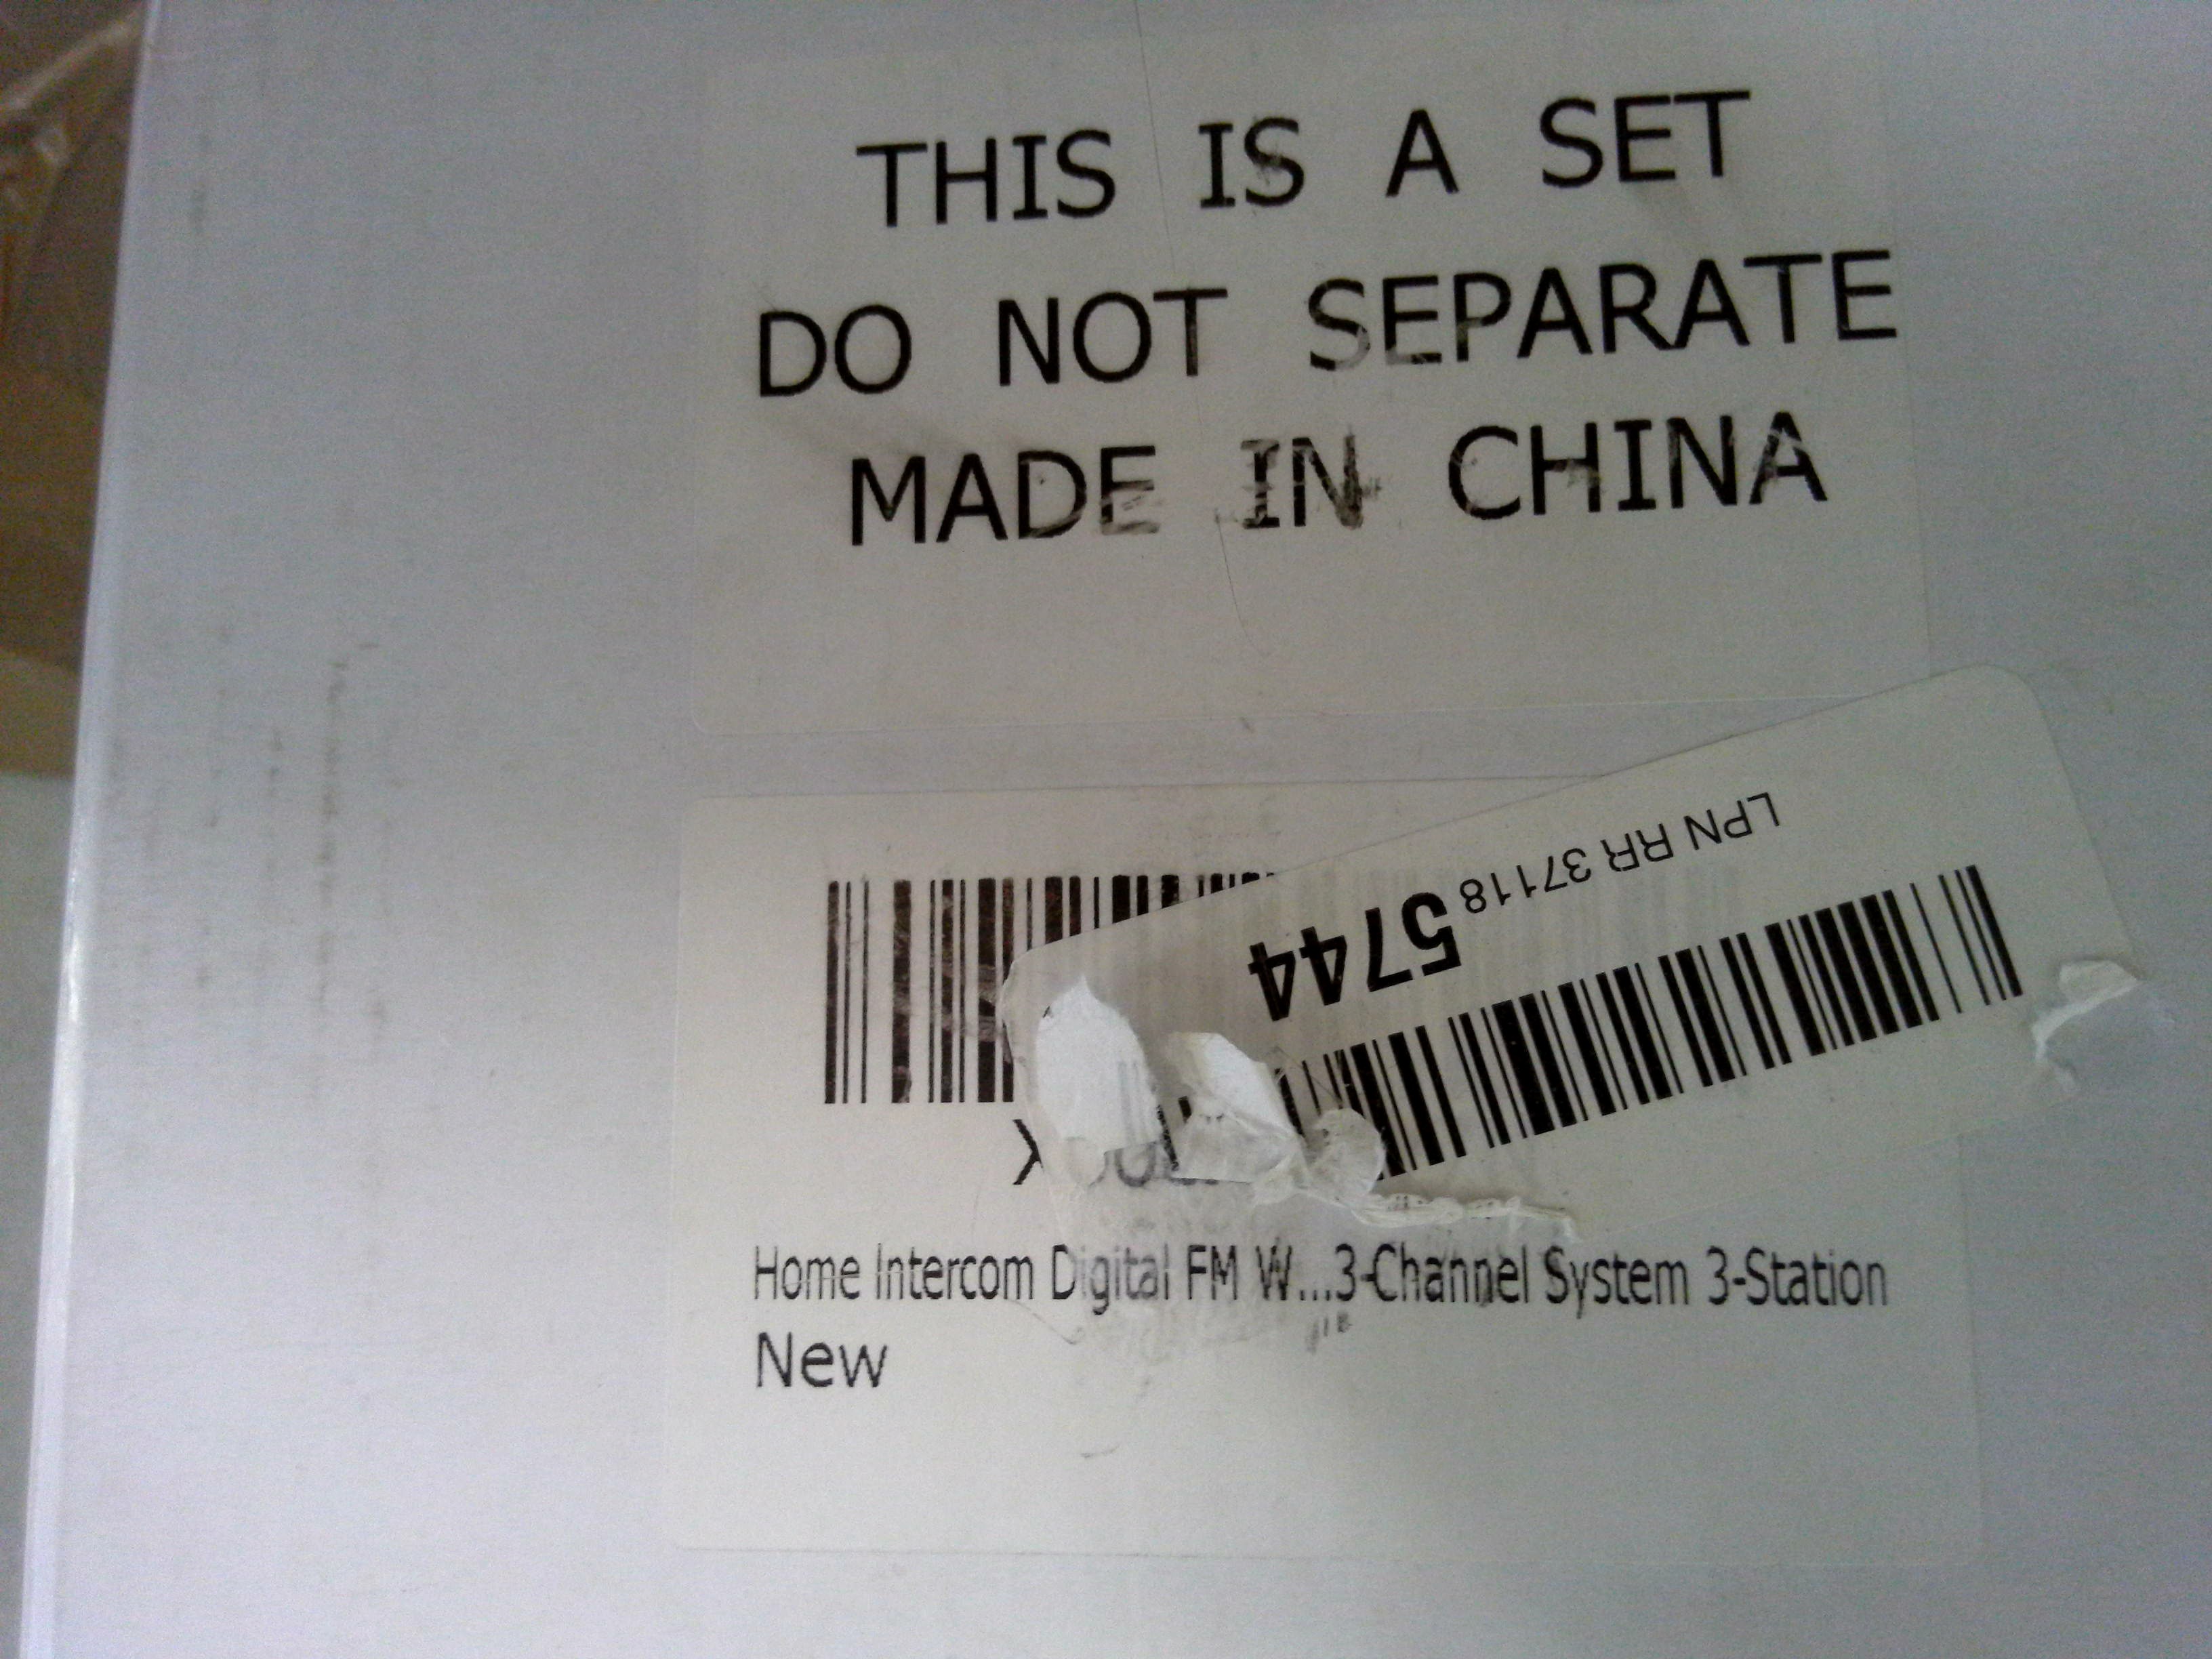 THIS IS A SET
DO NOT SEPARATE
MADE IN CHINA
LPN RR 37118 5744
Home Intercom Digital FM W...3-Channel System 3-Station
New